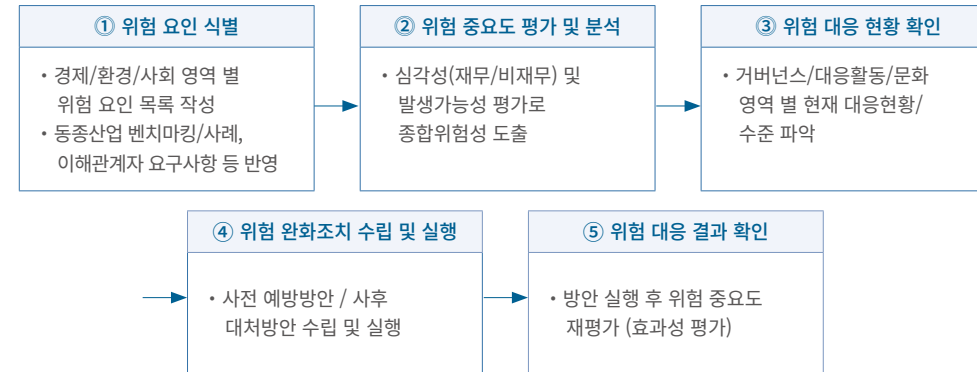 ① 위험 요인 식별
• 경제/환경/사회 영역 별
위험 요인 목록 작성
• 동종산업 벤치마킹/사례,
이해관계자 요구사항 등 반영
② 위험 중요도 평가 및 분석
• 심각성(재무/비재무) 및
발생가능성 평가로
종합위험성 도출
③ 위험 대응 현황 확인
• 거버넌스/대응활동/문화
영역 별 현재 대응현황/
수준 파악
④ 위험 완화조치 수립 및 실행
• 사전 예방방안 / 사후
대처방안 수립 및 실행
⑤ 위험 대응 결과 확인
• 방안 실행 후 위험 중요도
재평가 (효과성 평가)